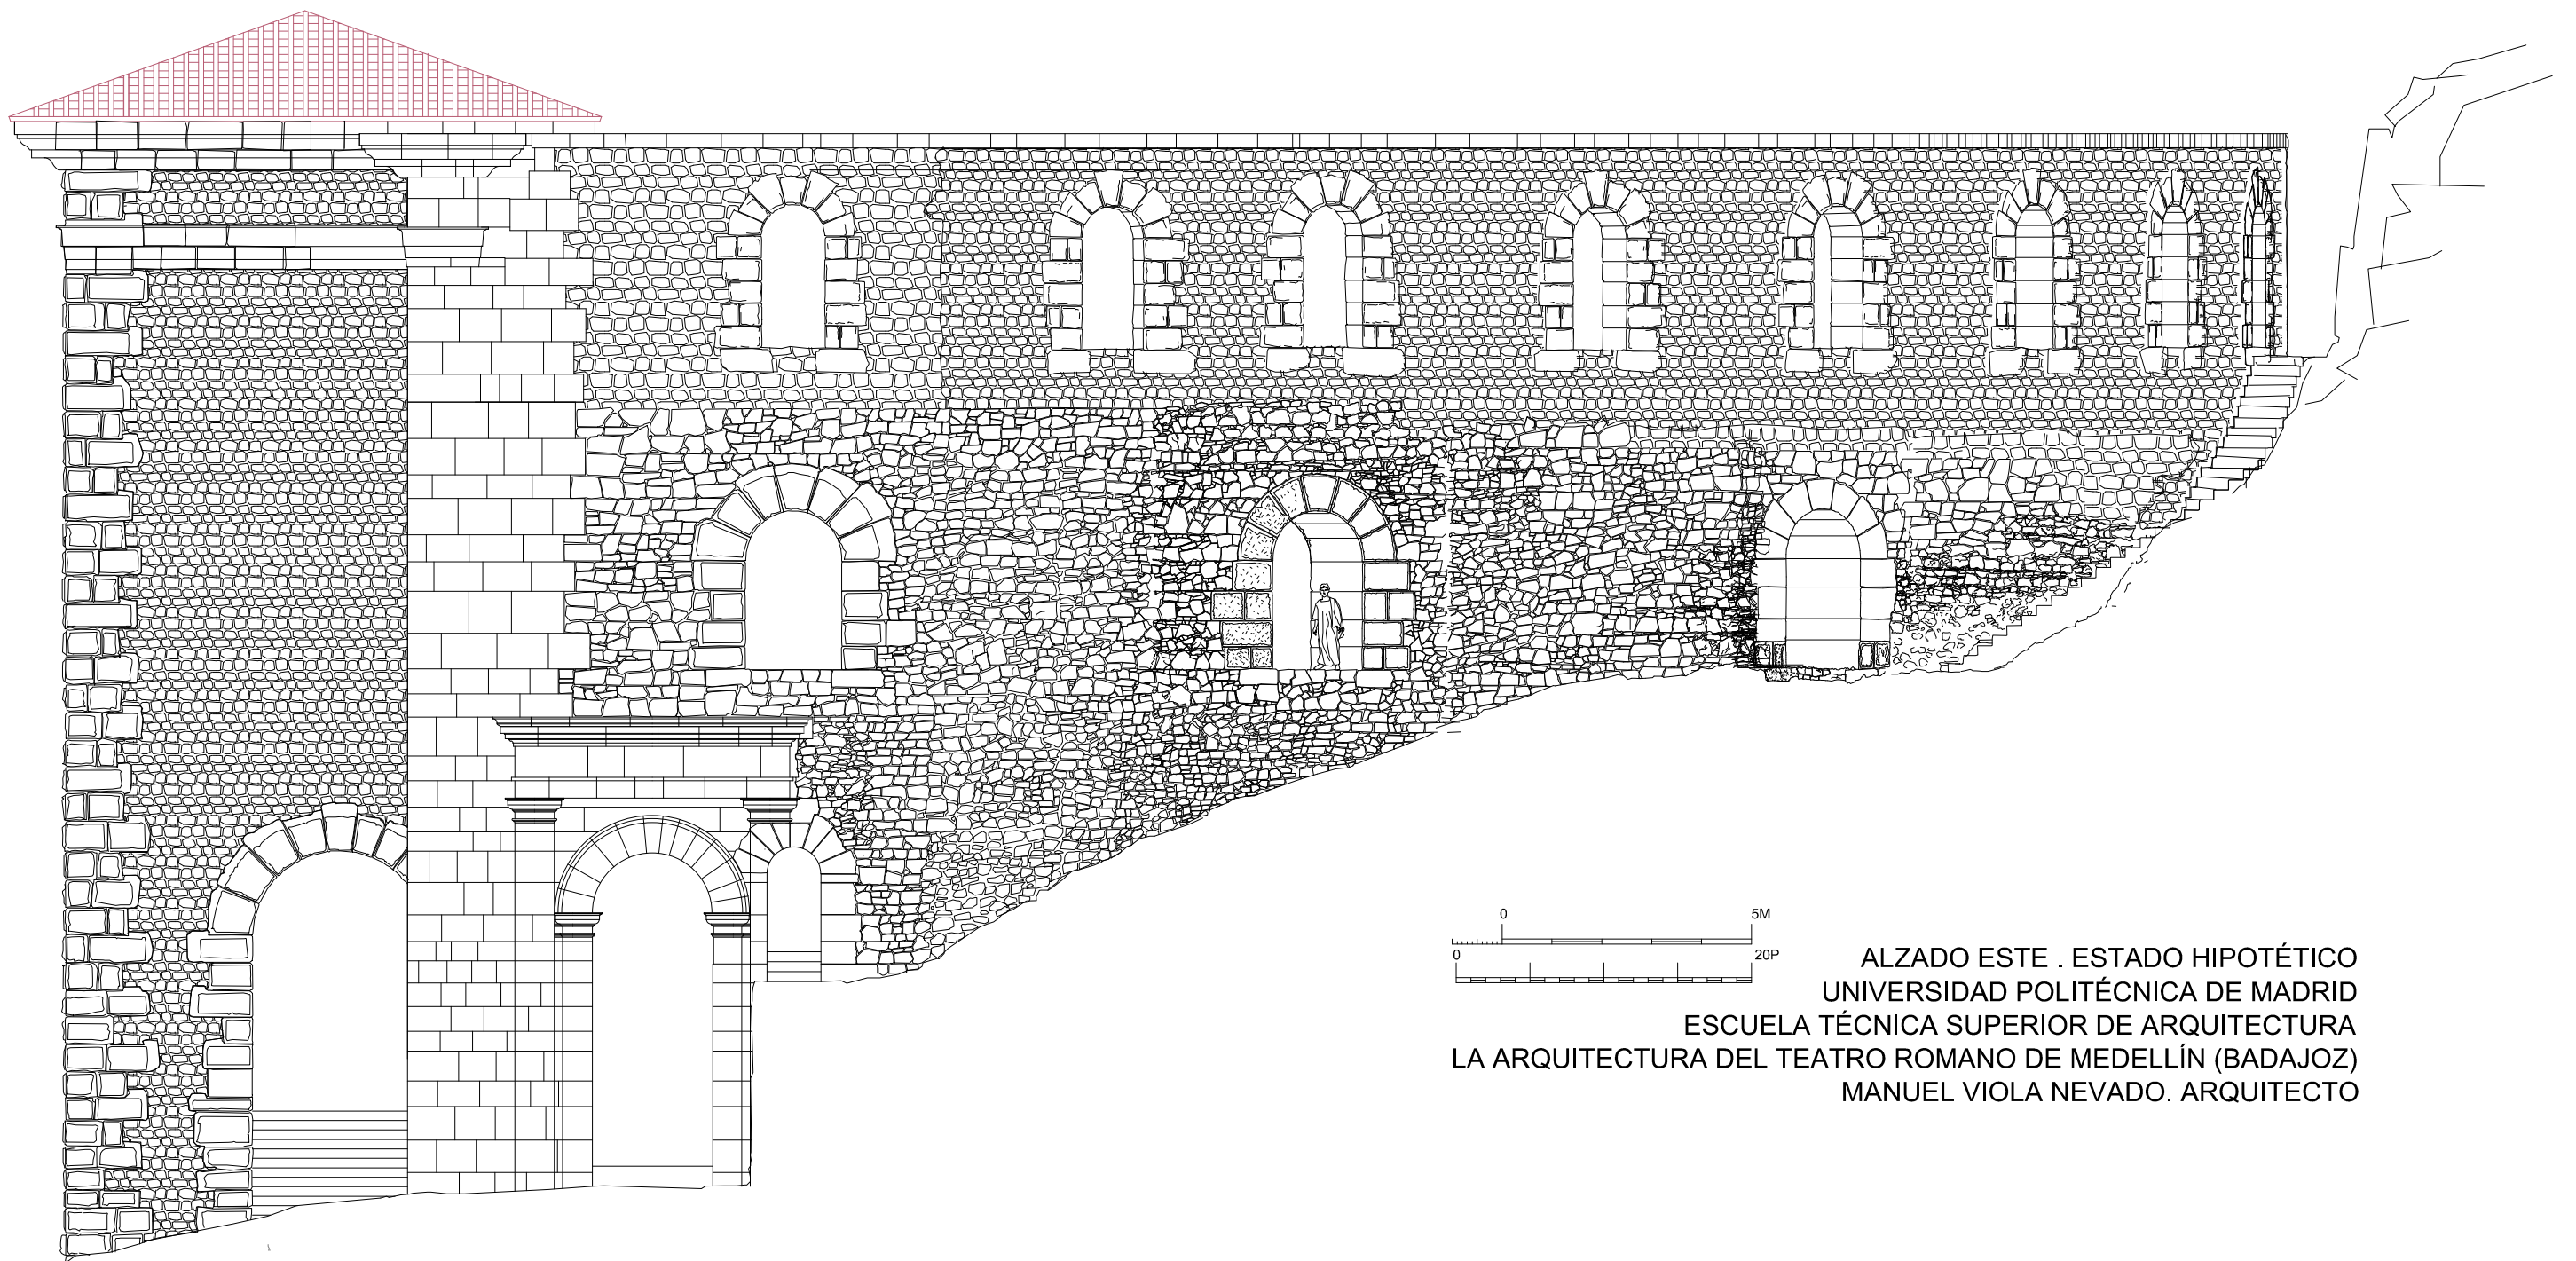 0 5M
0 20P
ALZADO ESTE . ESTADO HIPOTÉTICO
UNIVERSIDAD POLITÉCNICA DE MADRID
ESCUELA TÉCNICA SUPERIOR DE ARQUITECTURA
LA ARQUITECTURA DEL TEATRO ROMANO DE MEDELLÍN (BADAJOZ)
MANUEL VIOLA NEVADO. ARQUITECTO